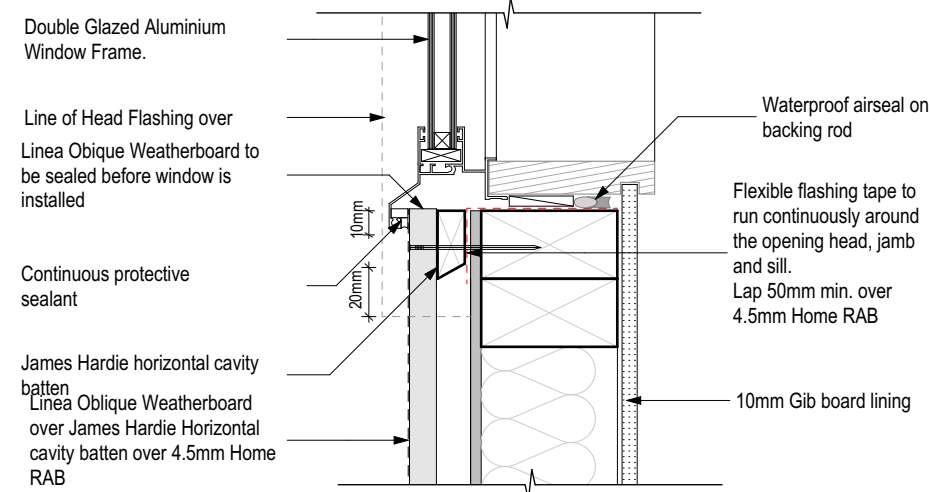 Double Glazed Aluminium
Window Frame.
Line of Head Flashing over
Linea Obique Weatherboard to
be sealed before window is
installed
10mm
20mm
Continuous protective
sealant
James Hardie horizontal cavity
batten
Linea Oblique Weatherboard
over James Hardie Horizontal
cavity batten over 4.5mm Home
RAB
Waterproof airseal on
backing rod
Flexible flashing tape to
run continuously around
the opening head, jamb
and sill.
Lap 50mm min. over
4.5mm Home RAB
10mm Gib board lining